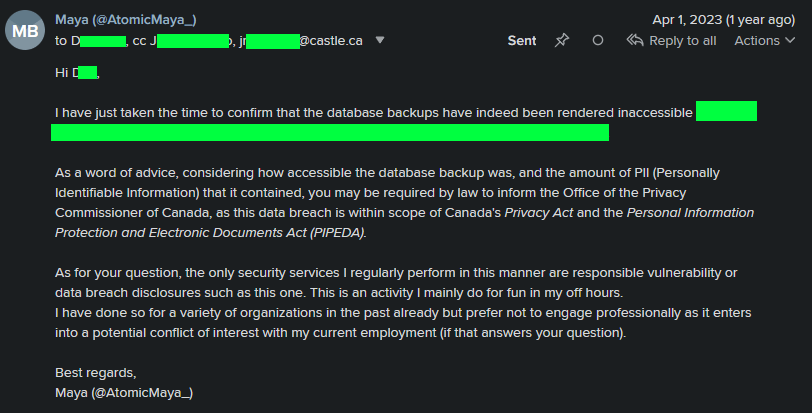 MB
Maya (@AtomicMaya_)
Apr 1, 2023 (1 year ago)
to D , cc J , jr @castle.ca
Sent
Reply to all
Actions
Hi D ,
I have just taken the time to confirm that the database backups have indeed been rendered inaccessible
As a word of advice, considering how accessible the database backup was, and the amount of PII (Personally
Identifiable Information) that it contained, you may be required by law to inform the Office of the Privacy
Commissioner of Canada, as this data breach is within scope of Canada's Privacy Act and the Personal Information
Protection and Electronic Documents Act (PIPEDA).
As for your question, the only security services I regularly perform in this manner are responsible vulnerability or
data breach disclosures such as this one. This is an activity I mainly do for fun in my off hours.
I have done so for a variety of organizations in the past already but prefer not to engage professionally as it enters
into a potential conflict of interest with my current employment (if that answers your question).
Best regards,
Maya (@AtomicMaya_)